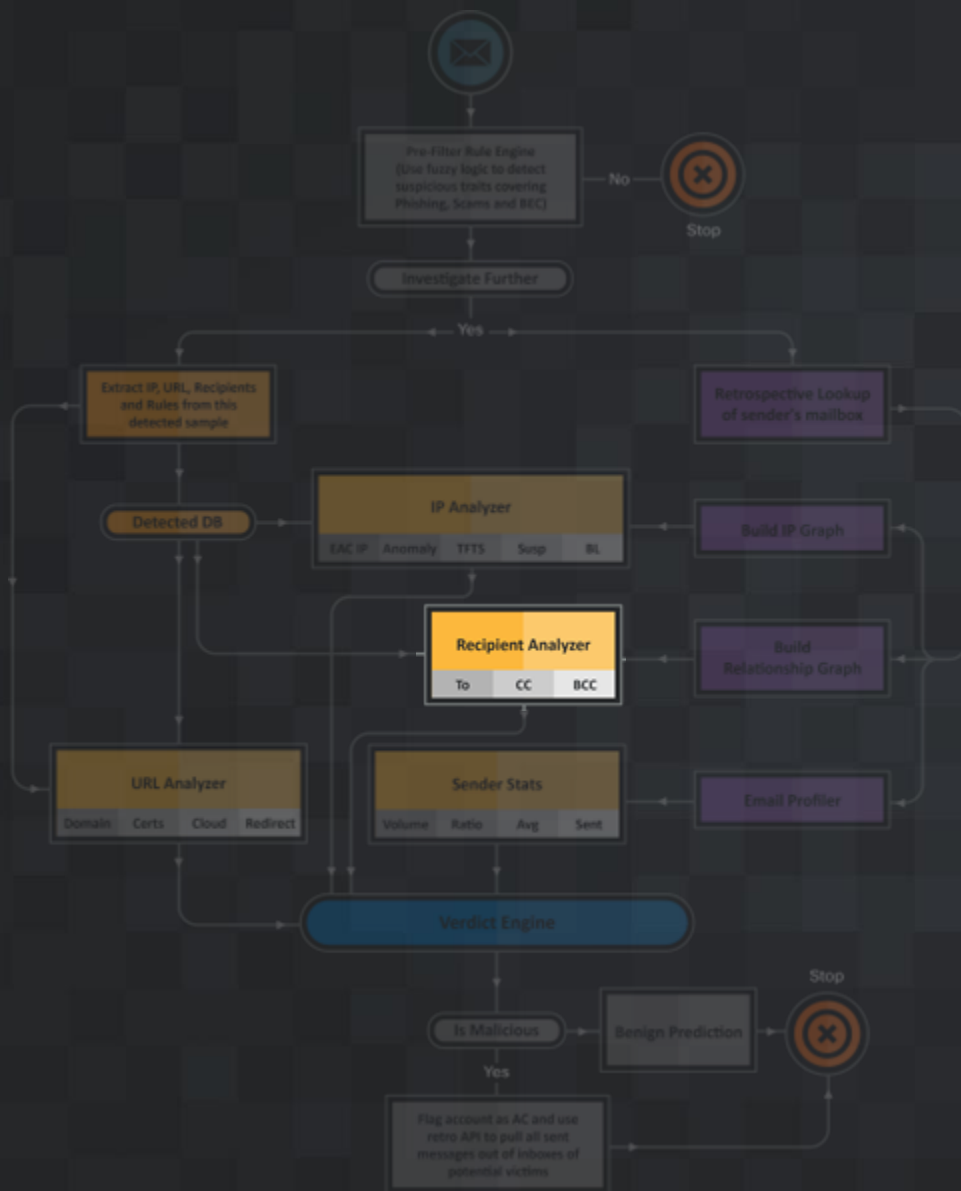 Pre-Filter Rule Engine
(Use fuzzy logic to detect
suspicious traits covering
Phishing, Scams and BEC)
No
Stop
Investigate Further
Yes
Extract IP, URL, Recipients
and Rules from this
detected sample
Retrospective Lookup
of sender's mailbox
IP Analyzer
EAC IP Anomaly TFTS Susp BL
Detected DB
Build IP Graph
Recipient Analyzer
To CC BCC
Build
Relationship Graph
URL Analyzer
Domain Certs Cloud Redirect
Sender Stats
Volume Ratio Avg Sent
Email Profiler
Verdict Engine
Stop
Is Malicious
Benign Prediction
Yes
Flag account as AC and use
retro API to pull all sent
messages out of inboxes of
potential victims